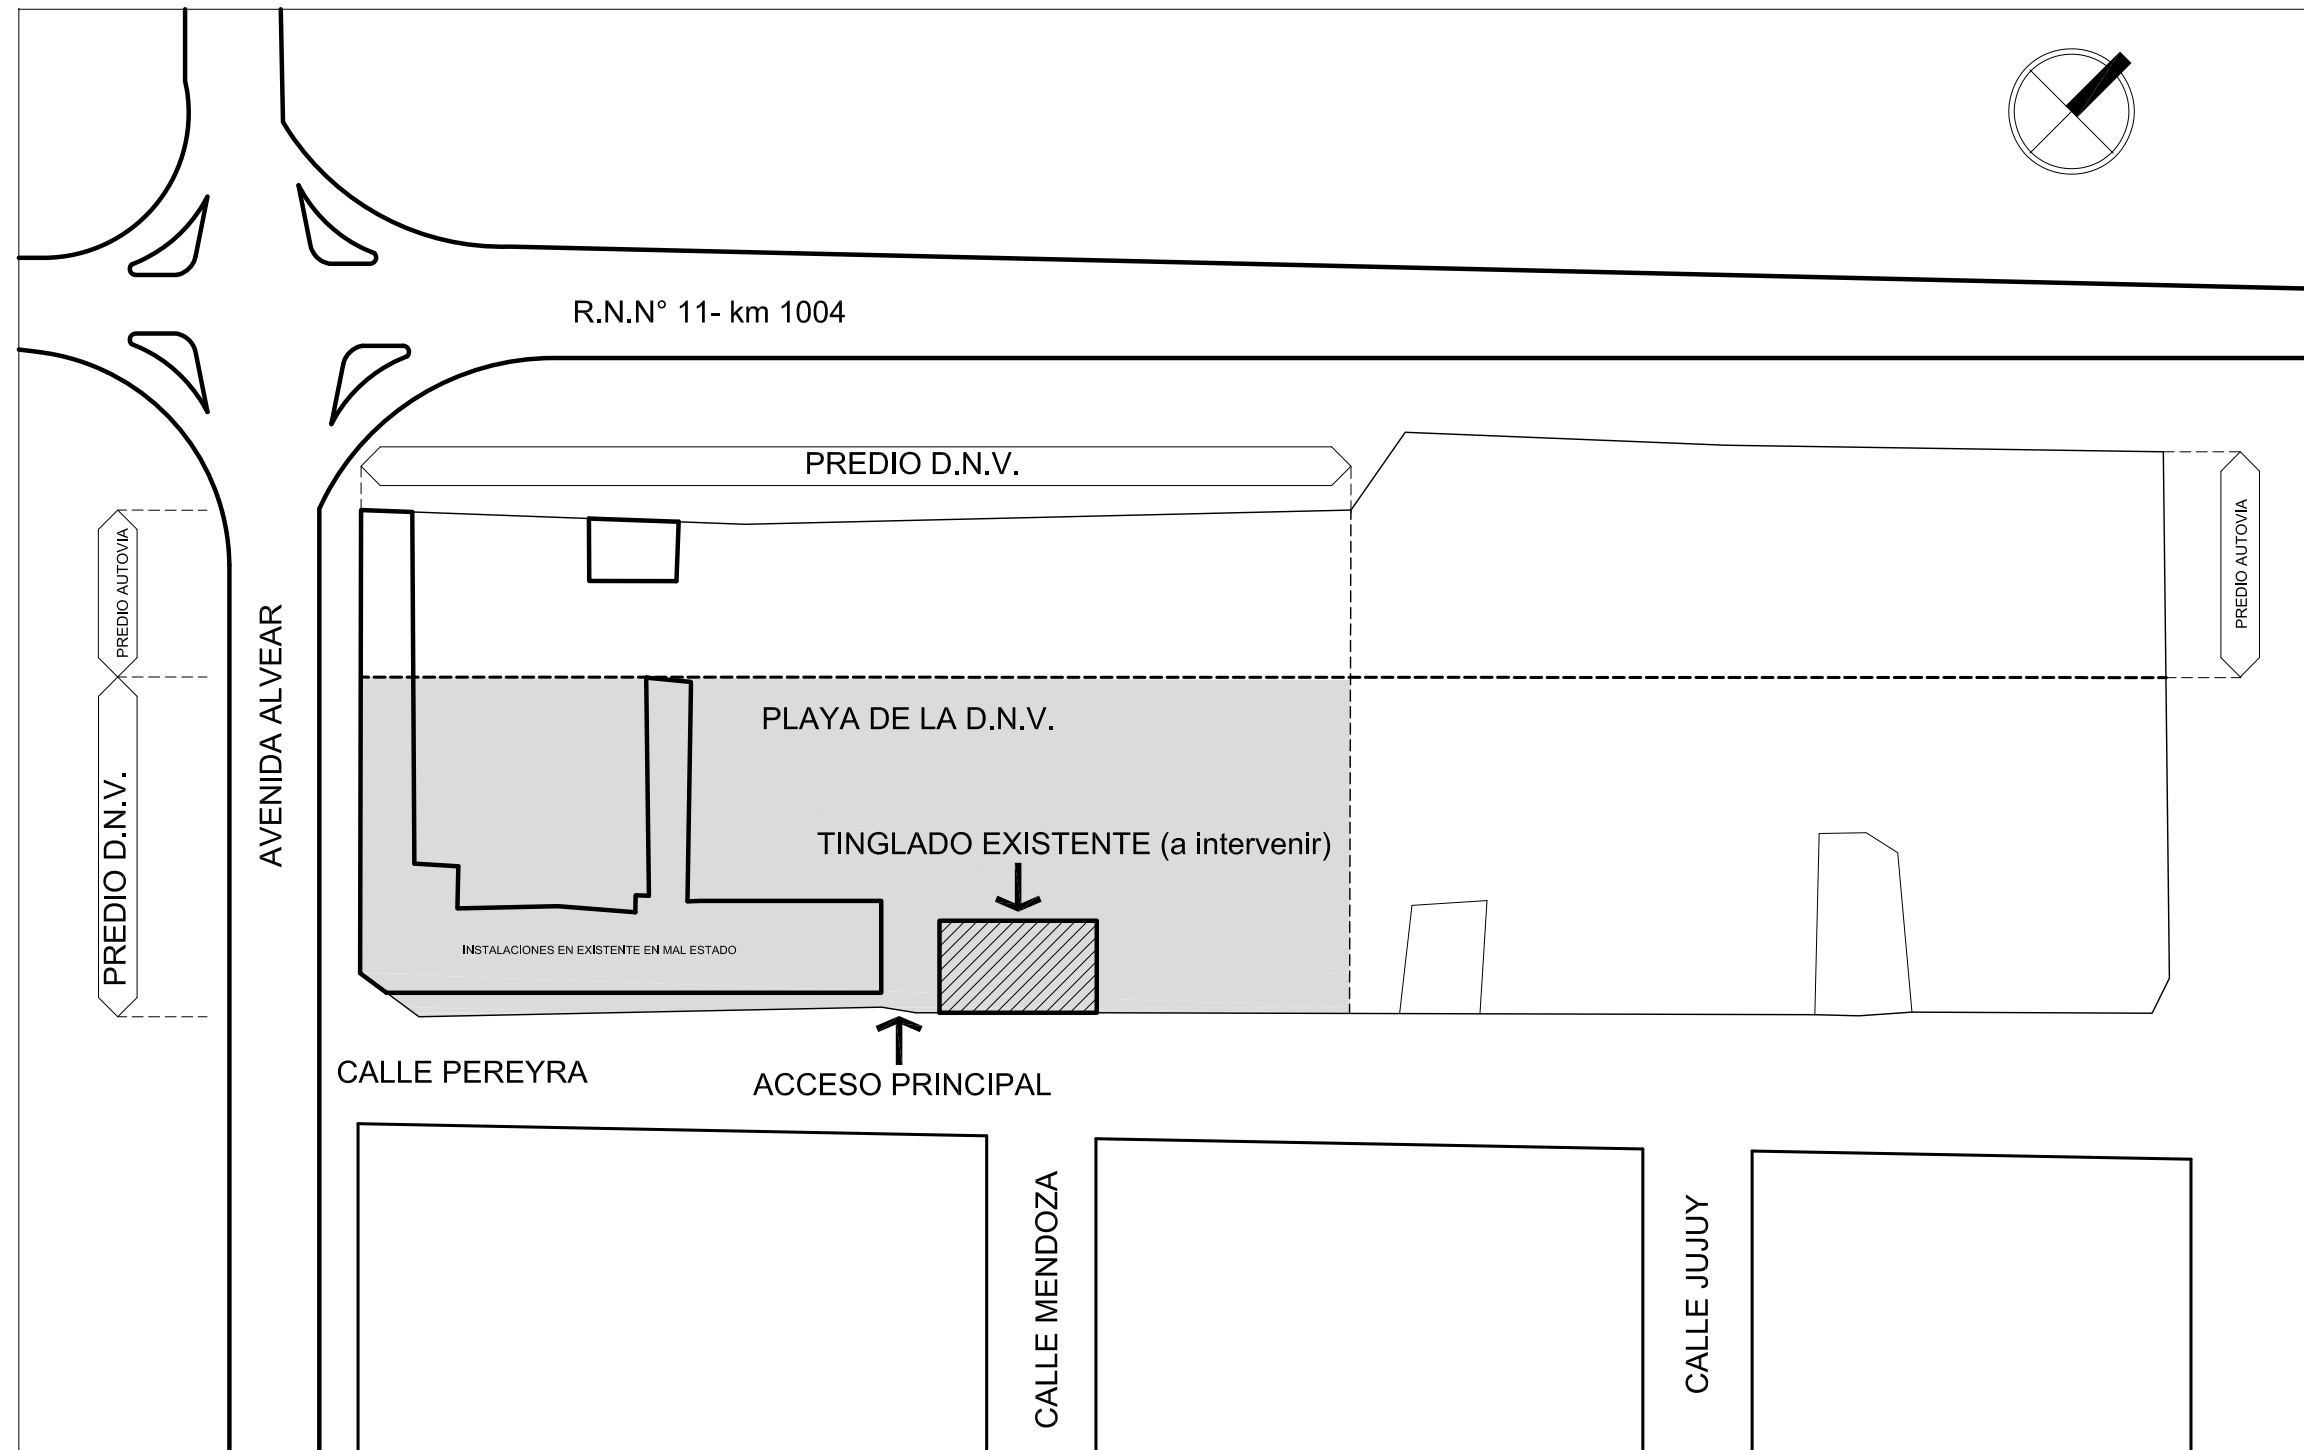 R.N.N° 11- km 1004
PREDIO D.N.V.
PREDIO AUTOVIA
PREDIO AUTOVIA
AVENIDA ALVEAR
PLAYA DE LA D.N.V.
PREDIO D.N.V.
TINGLADO EXISTENTE (a intervenir)
INSTALACIONES EN EXISTENTE EN MAL ESTADO
CALLE PEREYRA
ACCESO PRINCIPAL
CALLE MENDOZA
CALLE JUJUY